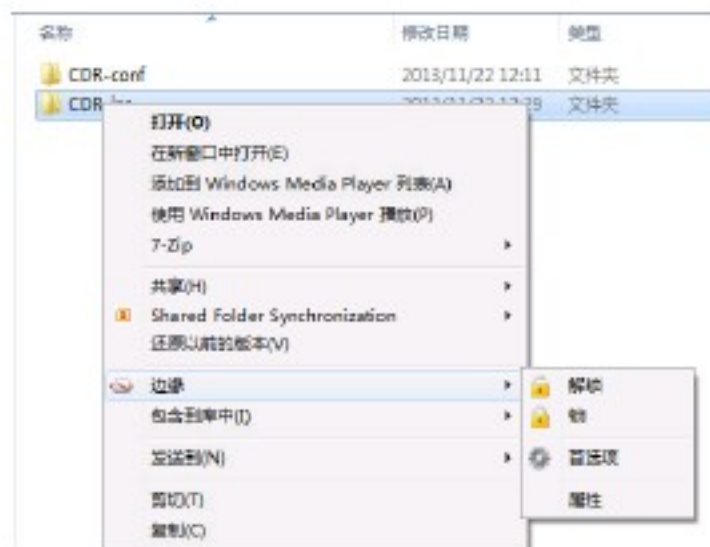 名称 修改日期 类型
CDR-conf 2013/11/22 12:11 文件夹
CDR- 文件夹
打开(O)
在新窗口中打开(E)
添加到 Windows Media Player 列表(A)
使用 Windows Media Player 播放(P)
7-Zip
共享(H)
Shared Folder Synchronization
还原以前的版本(V)
边缘
解锁
包含到库中(I)
锁
发送到(N)
首选项
剪切(T)
属性
复制(C)